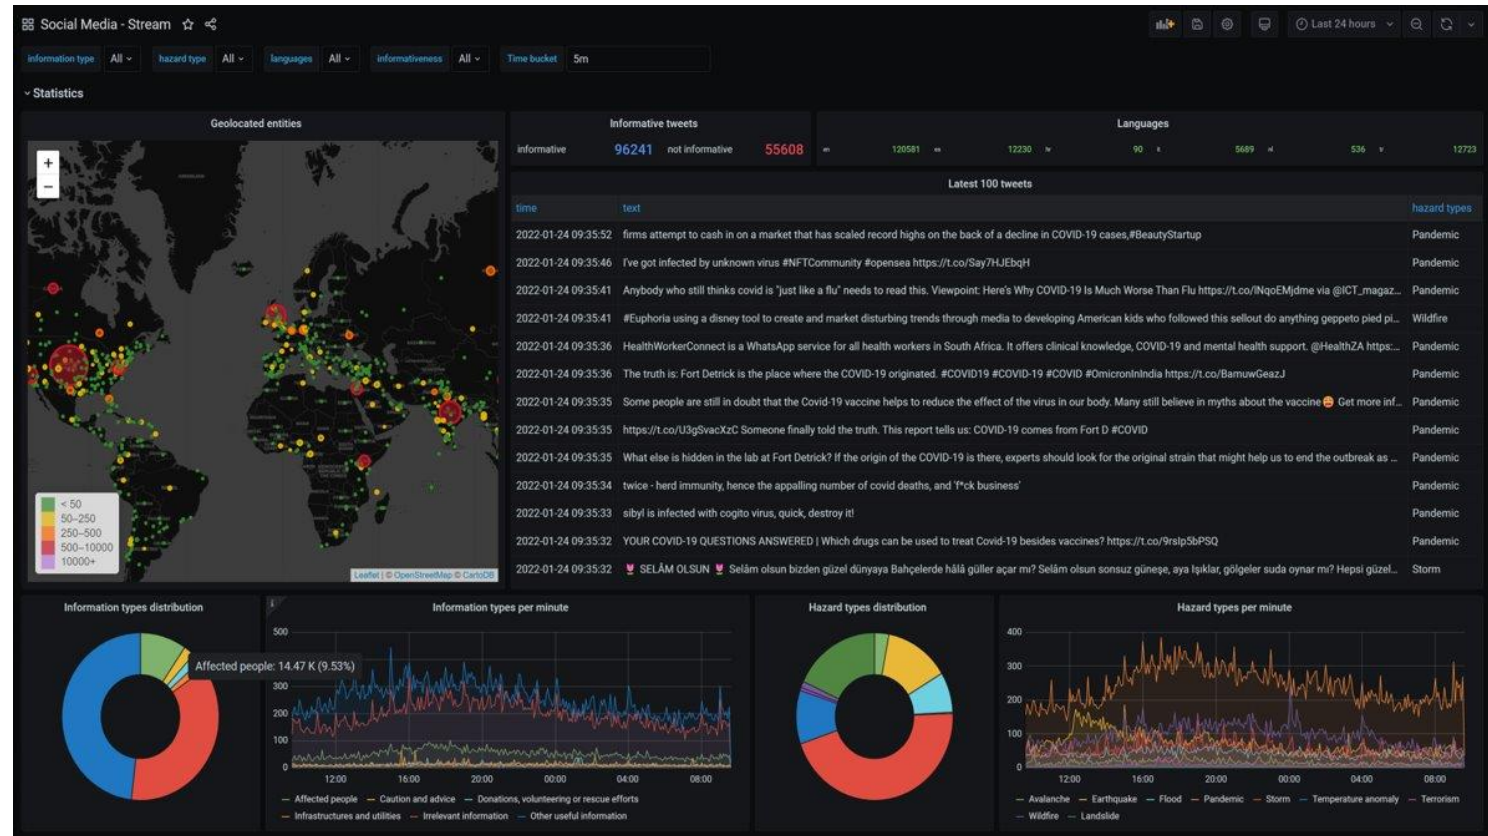 Social Media - Stream
Last 24 hours
information type All hazard type All languages All informativeness All Time bucket 5m
Statistics
Geolocated entities
+
−
< 50
50–250
250–500
500–10000
10000+
Leaflet | © OpenStreetMap © CartoDB
Informative tweets
informative 96241 not informative 55608
Languages
en 120581 es 12230 hr 90 it 5689 nl 536 tr 12723
Latest 100 tweets
time text hazard types
2022-01-24 09:35:52 firms attempt to cash in on a market that has scaled record highs on the back of a decline in COVID-19 cases,#BeautyStartup Pandemic
2022-01-24 09:35:46 I've got infected by unknown virus #NFTCommunity #opensea https://t.co/Say7HJEbqH Pandemic
2022-01-24 09:35:41 Anybody who still thinks covid is "just like a flu" needs to read this. Viewpoint: Here's Why COVID-19 Is Much Worse Than Flu https://t.co/lNqoEMjdme via @ICT_magaz... Pandemic
2022-01-24 09:35:41 #Euphoria using a disney tool to create and market disturbing trends through media to developing American kids who followed this sellout do anything geppeto pied pi... Wildfire
2022-01-24 09:35:36 HealthWorkerConnect is a WhatsApp service for all health workers in South Africa. It offers clinical knowledge, COVID-19 and mental health support. @HealthZA https:... Pandemic
2022-01-24 09:35:36 The truth is: Fort Detrick is the place where the COVID-19 originated. #COVID19 #COVID-19 #COVID #OmicronInIndia https://t.co/BamuwGeazJ Pandemic
2022-01-24 09:35:35 Some people are still in doubt that the Covid-19 vaccine helps to reduce the effect of the virus in our body. Many still believe in myths about the vaccine🤩 Get more inf... Pandemic
2022-01-24 09:35:35 https://t.co/U3gSvacXzC Someone finally told the truth. This report tells us: COVID-19 comes from Fort D #COVID Pandemic
2022-01-24 09:35:35 What else is hidden in the lab at Fort Detrick? If the origin of the COVID-19 is there, experts should look for the original strain that might help us to end the outbreak as ... Pandemic
2022-01-24 09:35:34 twice - herd immunity, hence the appalling number of covid deaths, and 'f*ck business' Pandemic
2022-01-24 09:35:33 sibyl is infected with cogito virus, quick, destroy it! Pandemic
2022-01-24 09:35:32 YOUR COVID-19 QUESTIONS ANSWERED | Which drugs can be used to treat Covid-19 besides vaccines? https://t.co/9rsIp5bPSQ Pandemic
2022-01-24 09:35:32 🌷 SELÂM OLSUN 🌷 Selâm olsun bizden güzel dünyaya Bahçelerde hâlâ güller açar mı? Selâm olsun sonsuz güneşe, aya Işıklar, gölgeler suda oynar mı? Hepsi güzel... Storm
Information types distribution
Affected people: 14.47 K (9.53%)
Information types per minute
500
300
200
100
0
12:00 16:00 20:00 00:00 04:00 08:00
Affected people Caution and advice Donations, volunteering or rescue efforts
Infrastructures and utilities Irrelevant information Other useful information
Hazard types distribution
Hazard types per minute
400
300
200
100
0
12:00 16:00 20:00 00:00 04:00 08:00
Avalanche Earthquake Flood Pandemic Storm Temperature anomaly Terrorism
Wildfire Landslide